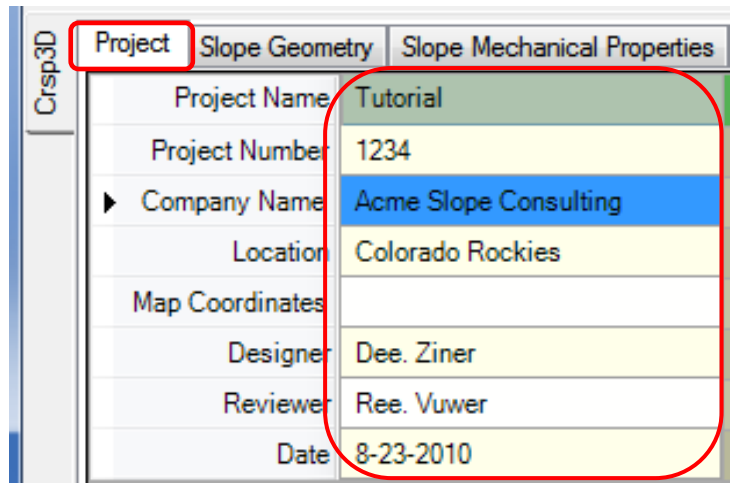 Crsp3D
Project Slope Geometry Slope Mechanical Properties
Project Name Tutorial
Project Number 1234
Company Name Acme Slope Consulting
Location Colorado Rockies
Map Coordinates
Designer Dee. Ziner
Reviewer Ree. Vuwer
Date 8-23-2010